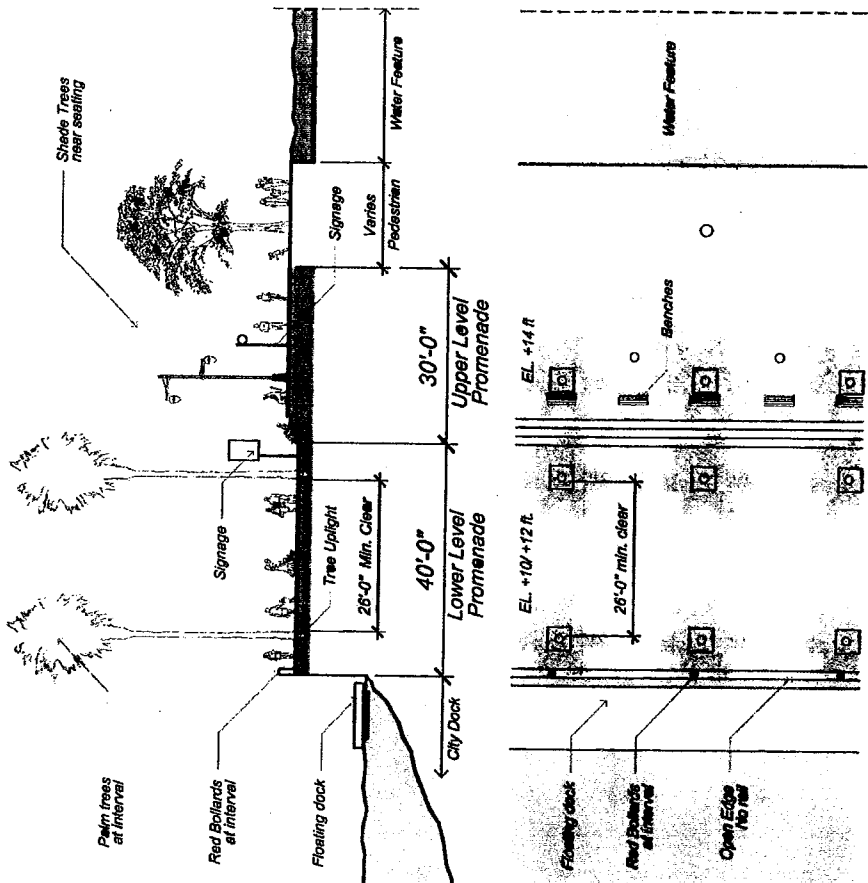 Palm trees
at interval
Red Bollards
at interval
Floating dock
City Dock
Signage
Tree Uplight
26'-0" Min. Clear
40'-0"
Lower Level
Promenade
Shade Trees
near seating
30'-0"
Upper Level
Promenade
Signage
Varies
Pedestrian
Water Feature
Floating dock
Red Bollards
at interval
Open Edge
No rail
EL. +10/+12 ft.
26'-0" min. clear
EL. +14 ft
Benches
Water Feature